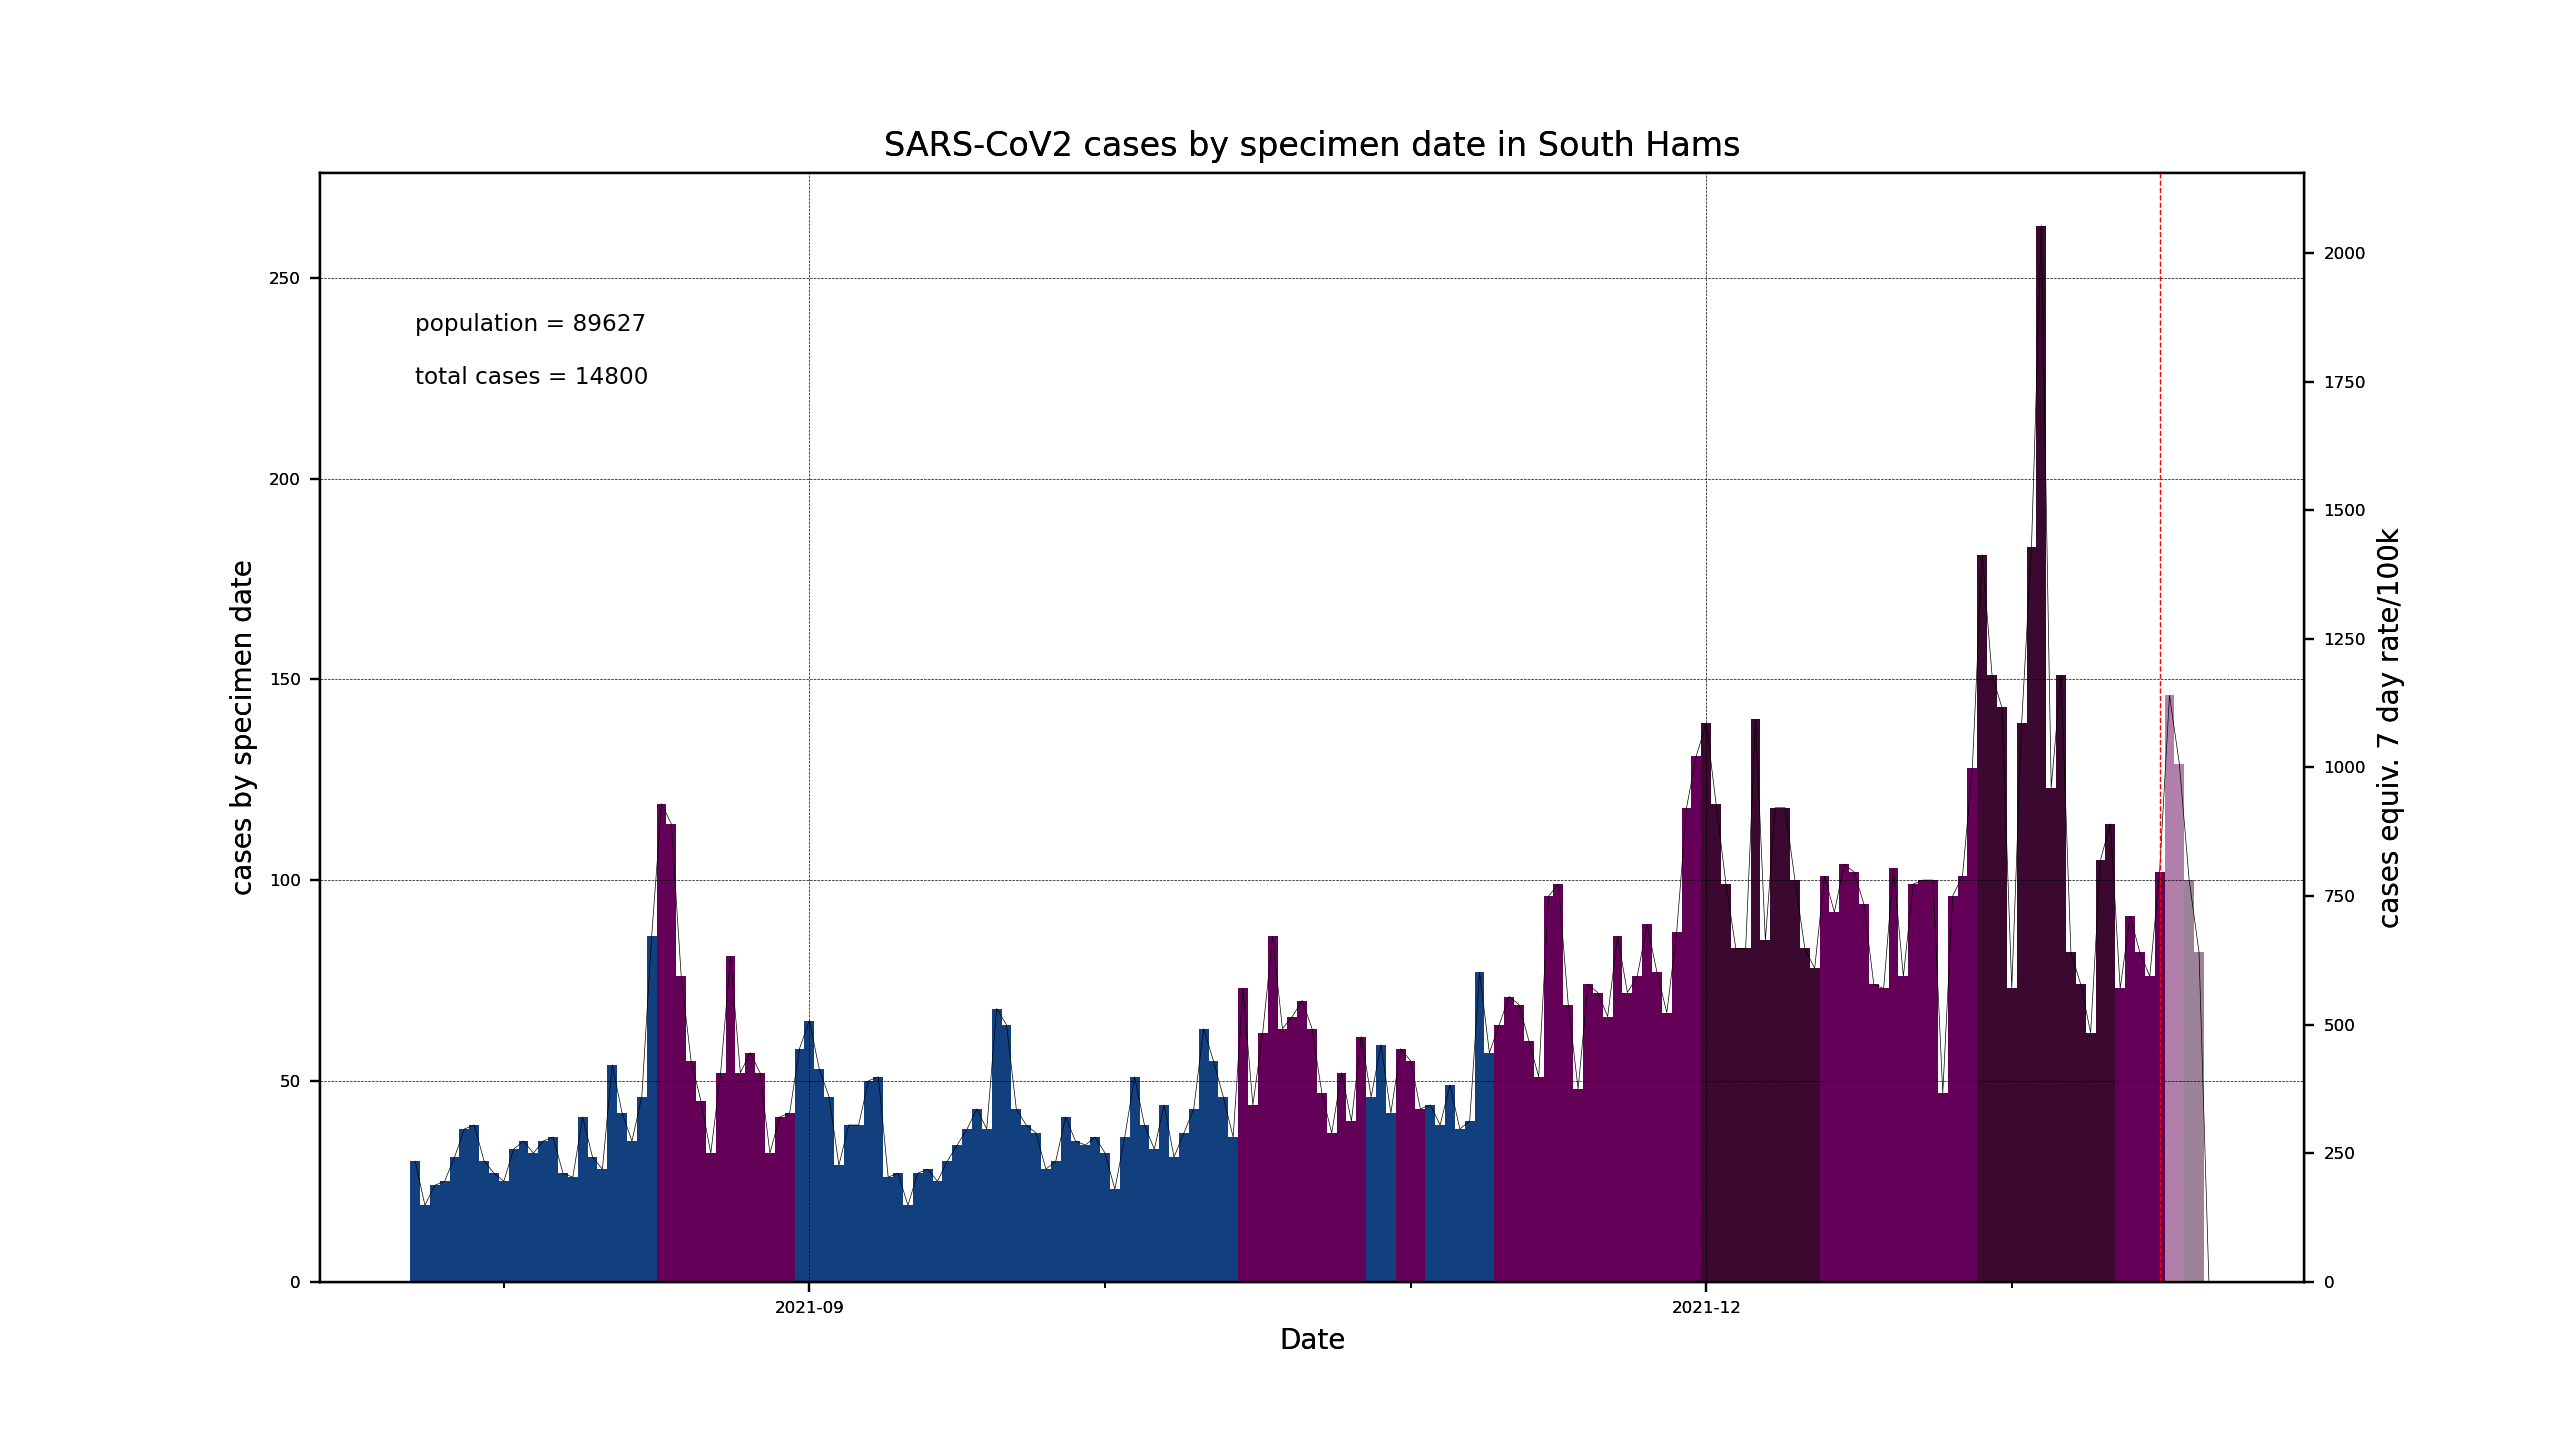 SARS-CoV2 cases by specimen date in South Hams
population = 89627
total cases = 14800
cases by specimen date
250
200
150
100
50
0
2000
1750
1500
1250
1000
750
500
250
0
cases equiv. 7 day rate/100k
2021-09
2021-12
Date